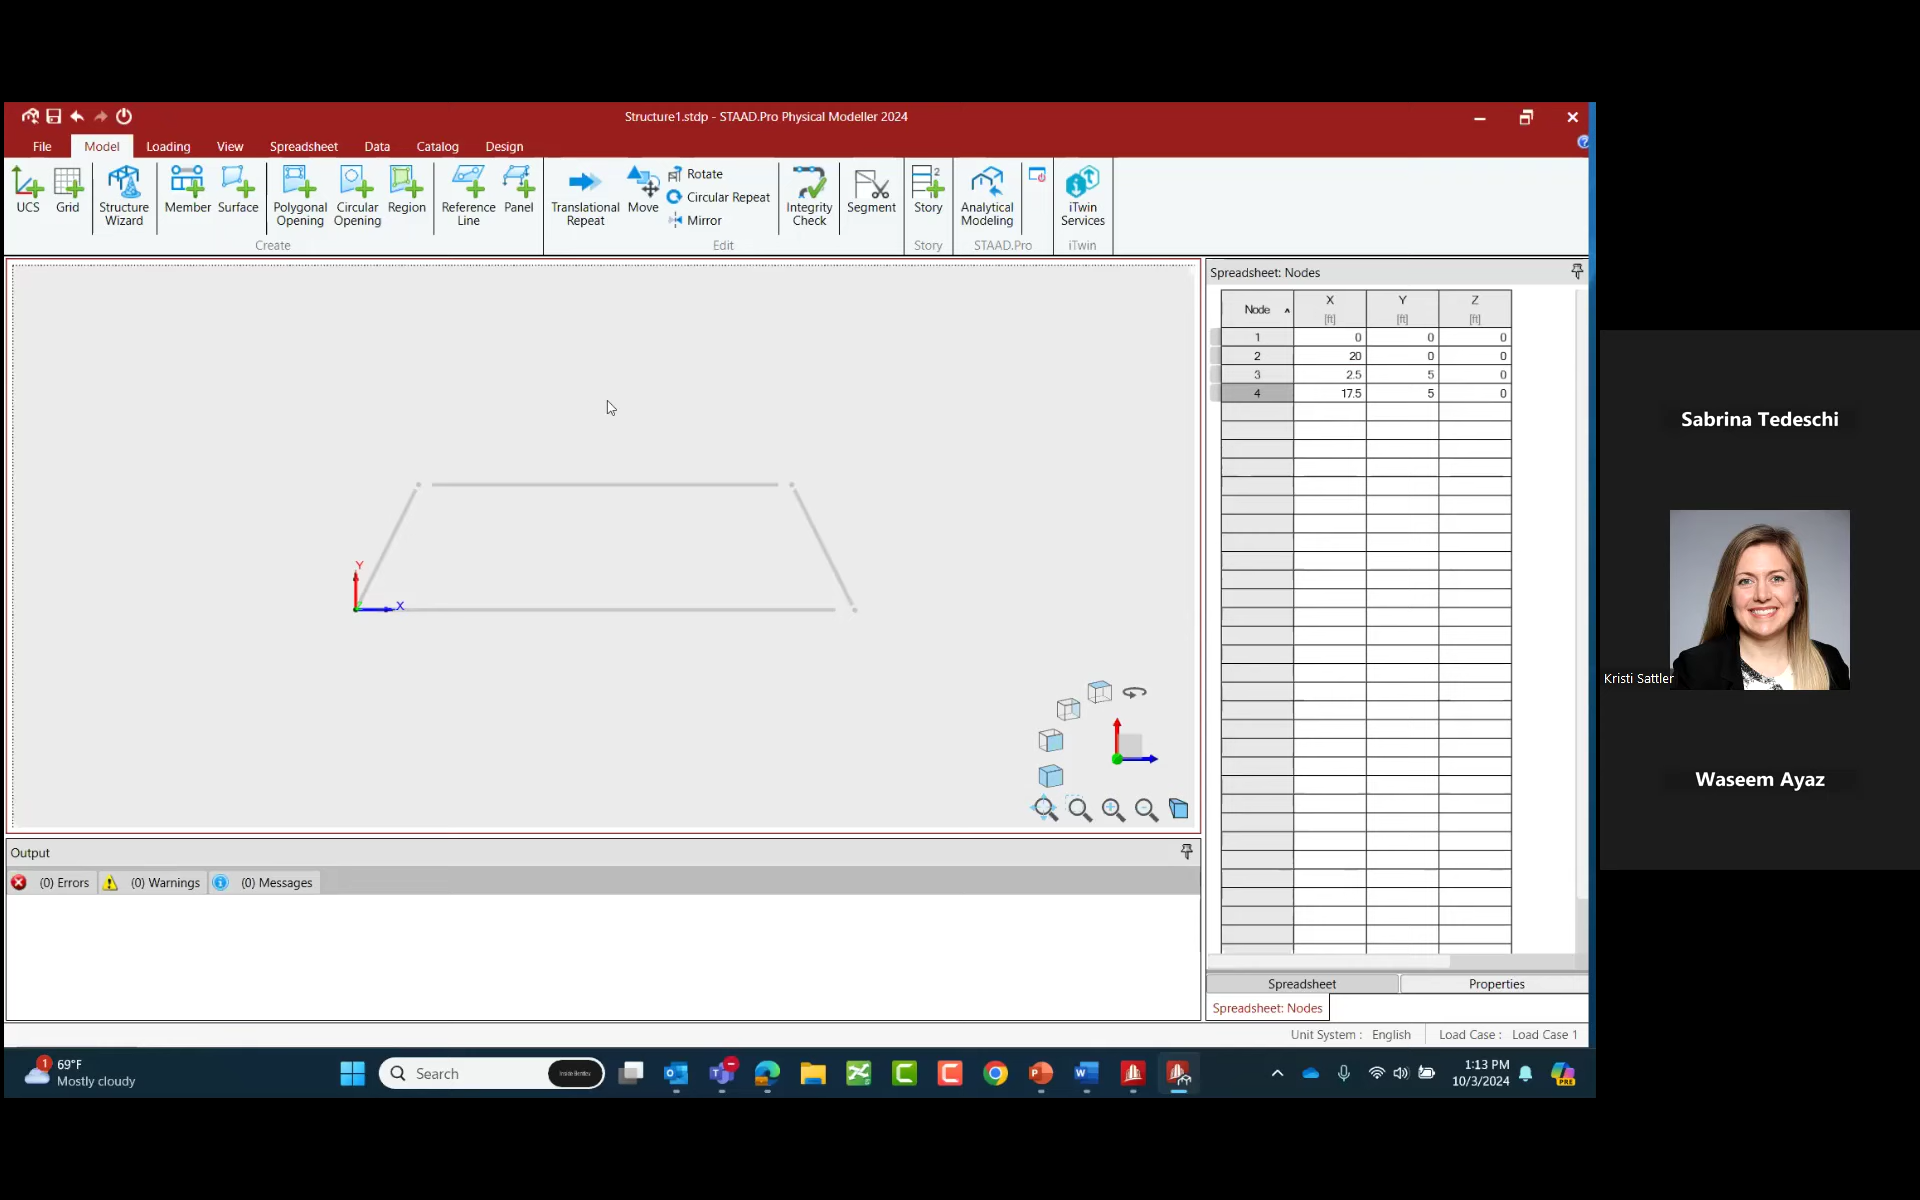 Structure1.stdp - STAAD.Pro Physical Modeller 2024
File Model Loading View Spreadsheet Data Catalog Design
UCS Grid Structure Wizard Member Surface Polygonal Opening Circular Opening Region Reference Line Panel
Create
Translational Repeat Move Rotate Circular Repeat Mirror Integrity Check Segment
Edit
Story
Story
Analytical Modeling
STAAD.Pro
iTwin Services
iTwin
Spreadsheet: Nodes
Node X Y Z
[ft] [ft] [ft]
1 0 0 0
2 20 0 0
3 2.5 5 0
4 17.5 5 0
Y
X
Output
(0) Errors (0) Warnings (0) Messages
Spreadsheet Properties
Spreadsheet: Nodes
Unit System : English Load Case : Load Case 1
1 69°F
Mostly cloudy
Search
1:13 PM
10/3/2024
PRE
Sabrina Tedeschi
Kristi Sattler
Waseem Ayaz